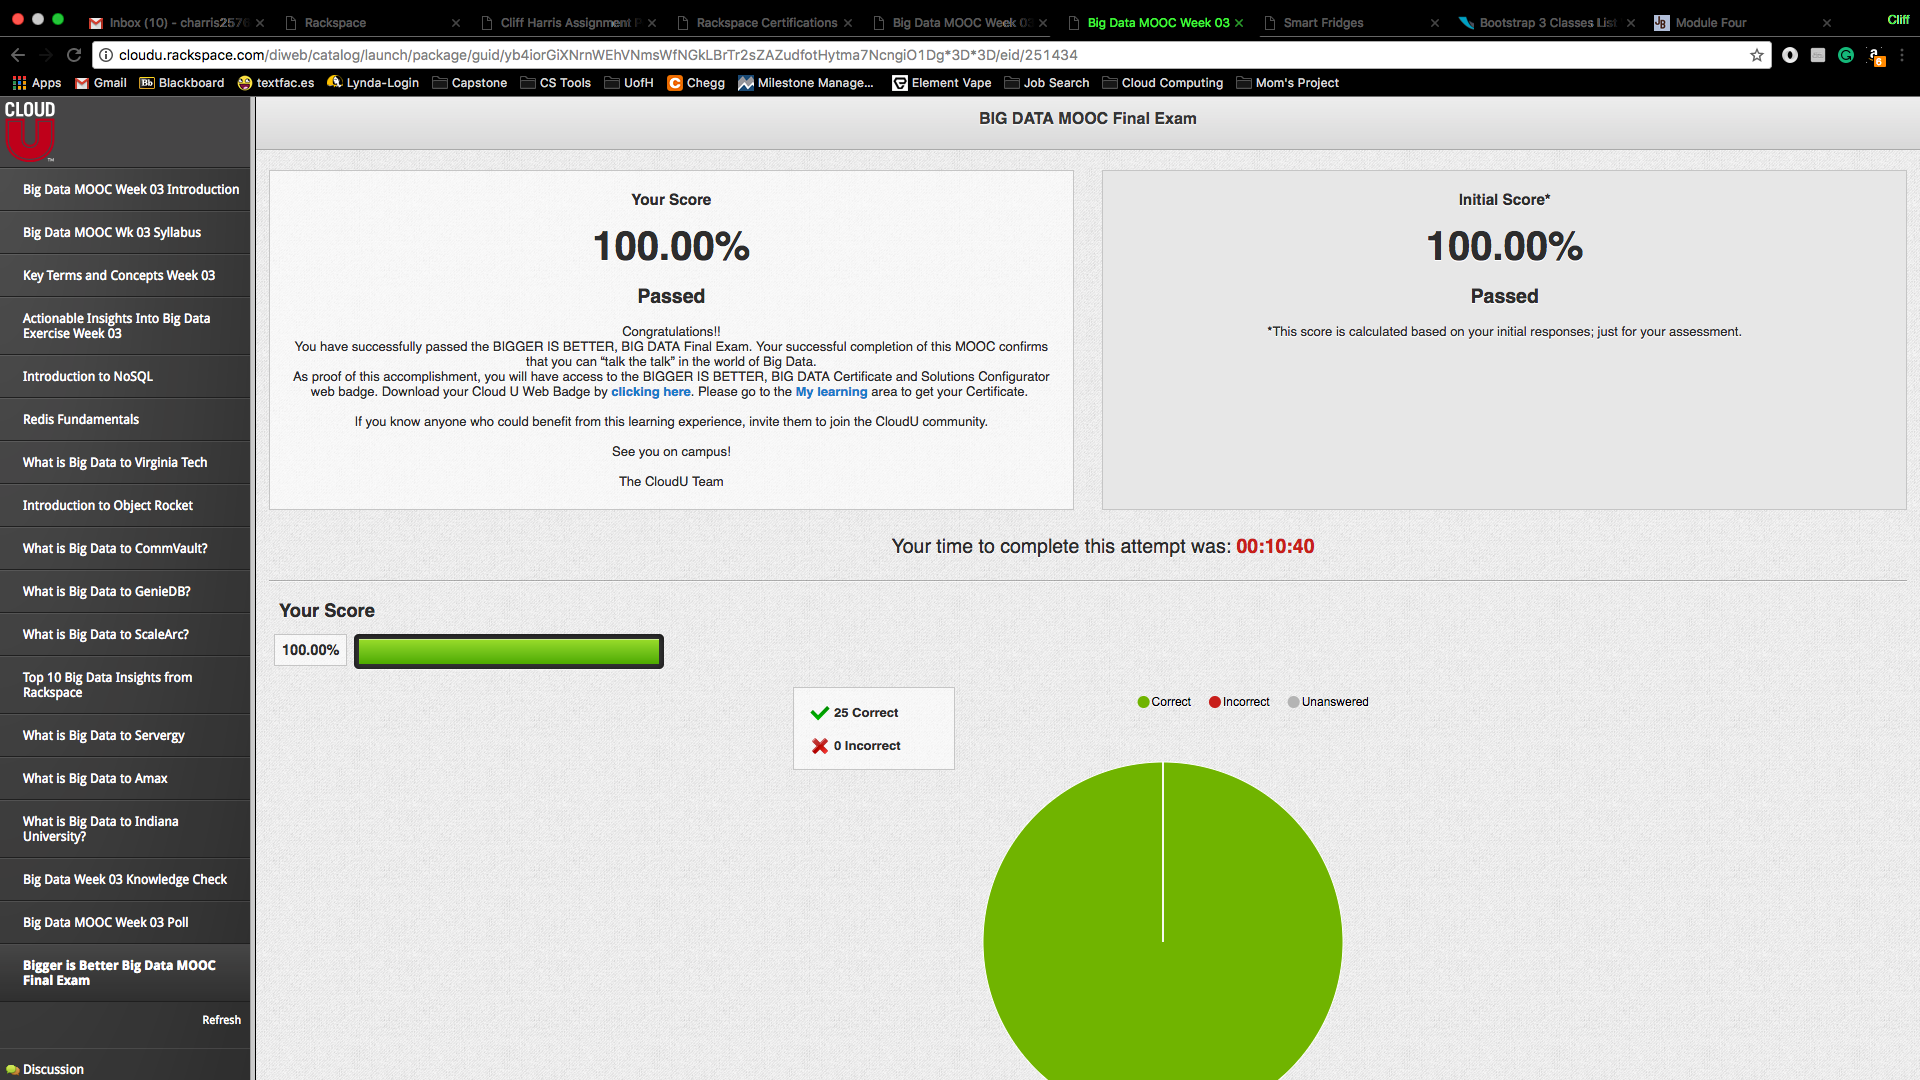 Inbox (10) - charris2576
Rackspace
Cliff Harris Assignment P
Rackspace Certifications
Big Data MOOC Week 03
Big Data MOOC Week 03
Smart Fridges
Bootstrap 3 Classes List
Module Four
Cliff
cloudu.rackspace.com/diweb/catalog/launch/package/guid/yb4iorGiXNrnWEhVNmsWfNGkLBrTr2sZAZudfotHytma7NcngiO1Dg*3D*3D/eid/251434
6
Apps
Gmail
Bb Blackboard
textfac.es
Lynda-Login
Capstone
CS Tools
UofH
C Chegg
Milestone Manage...
Element Vape
Job Search
Cloud Computing
Mom's Project
CLOUD
U™
Big Data MOOC Week 03 Introduction
Big Data MOOC Wk 03 Syllabus
Key Terms and Concepts Week 03
Actionable Insights Into Big Data
Exercise Week 03
Introduction to NoSQL
Redis Fundamentals
What is Big Data to Virginia Tech
Introduction to Object Rocket
What is Big Data to CommVault?
What is Big Data to GenieDB?
What is Big Data to ScaleArc?
Top 10 Big Data Insights from
Rackspace
What is Big Data to Servergy
What is Big Data to Amax
What is Big Data to Indiana
University?
Big Data Week 03 Knowledge Check
Big Data MOOC Week 03 Poll
Bigger is Better Big Data MOOC
Final Exam
Refresh
Discussion
BIG DATA MOOC Final Exam
Your Score
100.00%
Passed
Congratulations!!
You have successfully passed the BIGGER IS BETTER, BIG DATA Final Exam. Your successful completion of this MOOC confirms
that you can “talk the talk” in the world of Big Data.
As proof of this accomplishment, you will have access to the BIGGER IS BETTER, BIG DATA Certificate and Solutions Configurator
web badge. Download your Cloud U Web Badge by clicking here. Please go to the My learning area to get your Certificate.
If you know anyone who could benefit from this learning experience, invite them to join the CloudU community.
See you on campus!
The CloudU Team
Initial Score*
100.00%
Passed
*This score is calculated based on your initial responses; just for your assessment.
Your time to complete this attempt was: 00:10:40
Your Score
100.00%
25 Correct
0 Incorrect
Correct
Incorrect
Unanswered